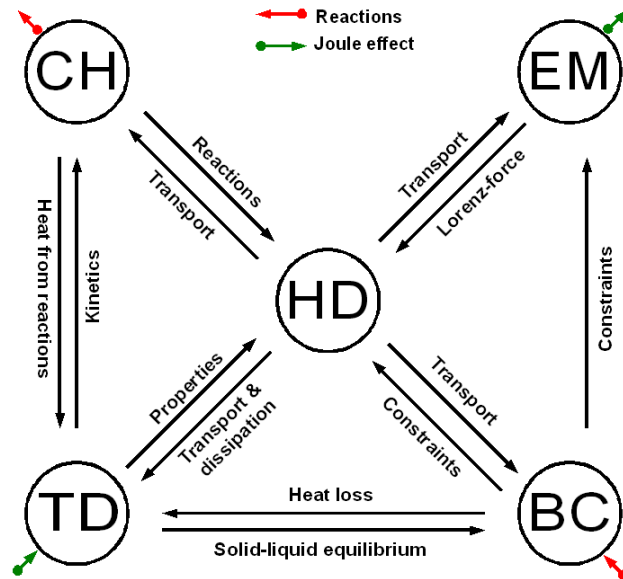 Reactions
Joule effect
CH
EM
Reactions
Transport
Transport
Lorenz-force
Heat from reactions
Kinetics
HD
Constraints
Properties
Transport &
dissipation
Transport
Constraints
TD
Heat loss
Solid-liquid equilibrium
BC